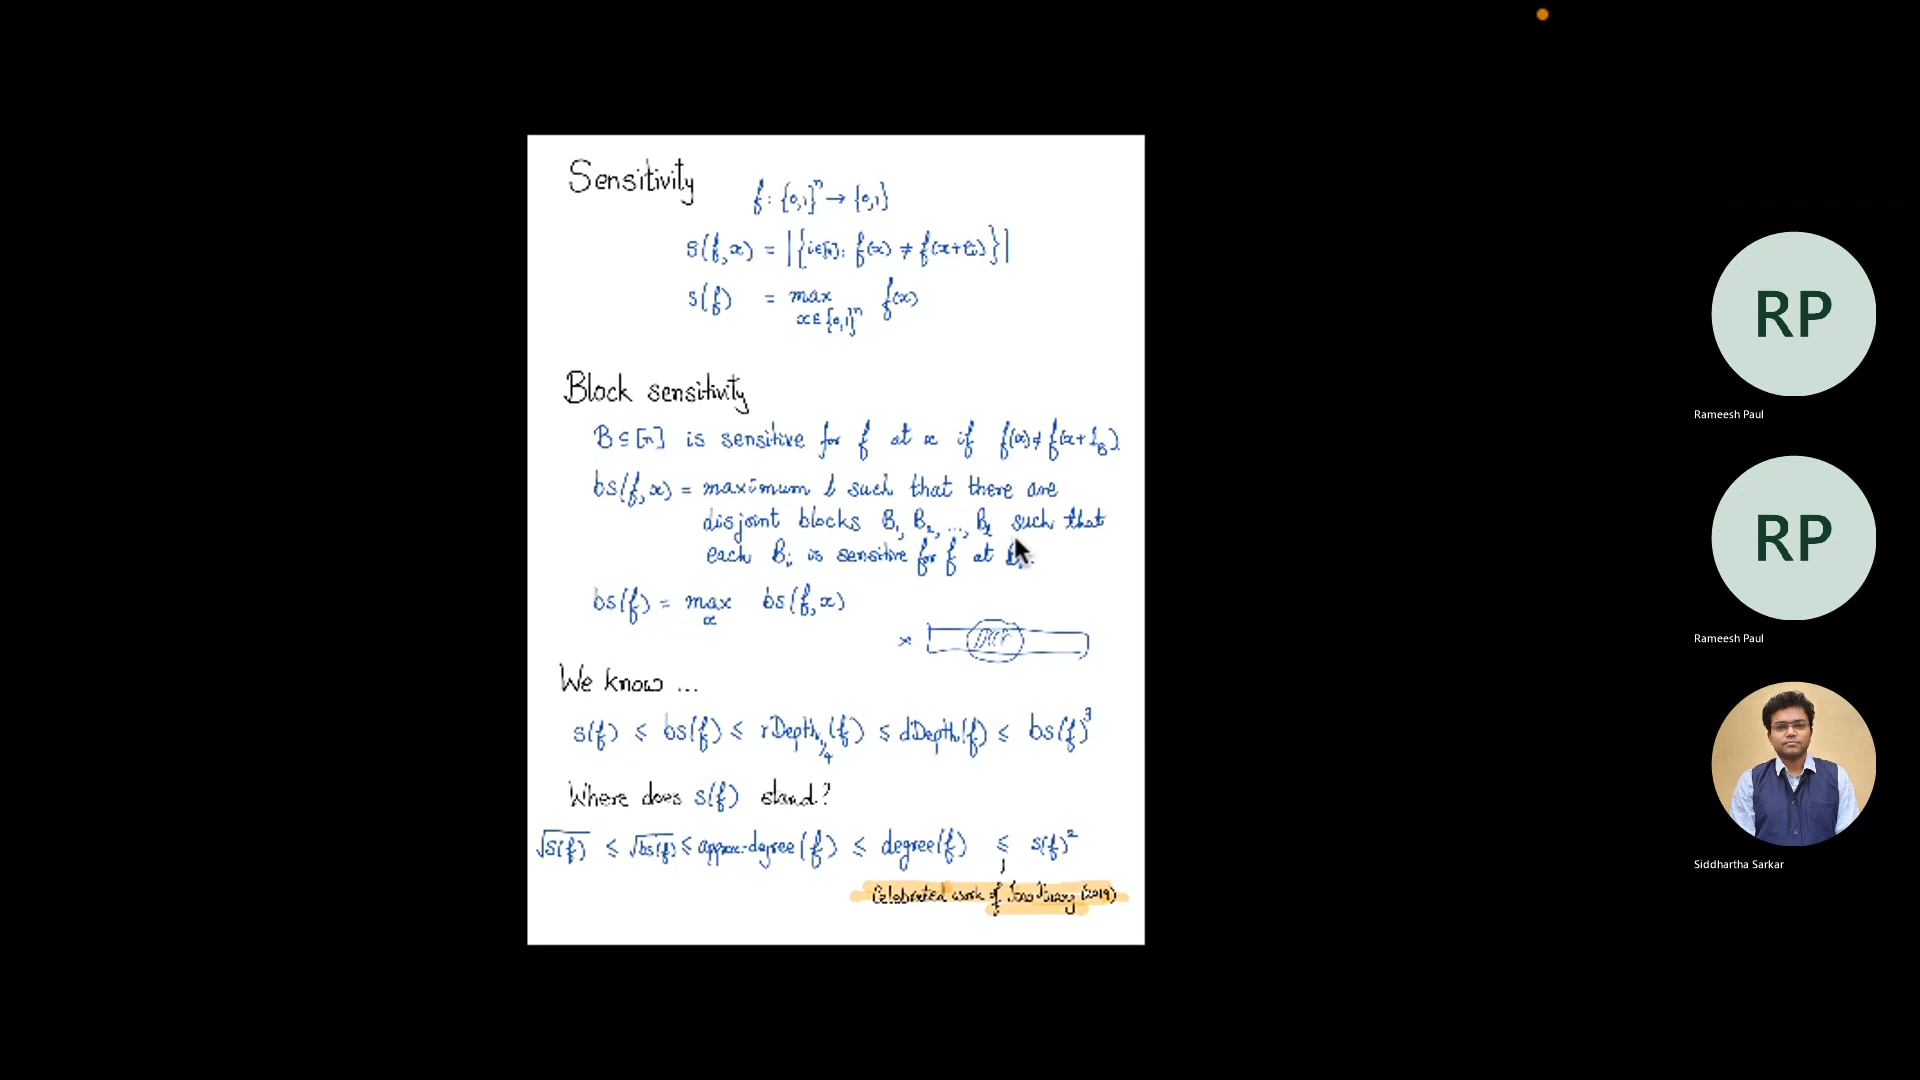 Sensitivity
f: {0,1}ⁿ → {0,1}
s(f,x) = |{i∈[n]: f(x) ≠ f(x+eᵢ)}|
s(f) = max f(x)
x∈{0,1}ⁿ
Block sensitivity
B⊆[n] is sensitive for f at x if f(x)≠f(x+1_B)
bs(f,x) = maximum l such that there are
disjoint blocks B₁, B₂, ..., Bₗ such that
each Bᵢ is sensitive for f at
bs(f) = max bs(f,x)
x
x
We know ...
s(f) ≤ bs(f) ≤ rDepth_1/4(f) ≤ dDepth(f) ≤ bs(f)³
Where does s(f) stand?
√s(f) ≤ √bs(f) ≤ approx-degree(f) ≤ degree(f) ≤ s(f)²
Celebrated work of (2019)
RP
Rameesh Paul
RP
Rameesh Paul
Siddhartha Sarkar